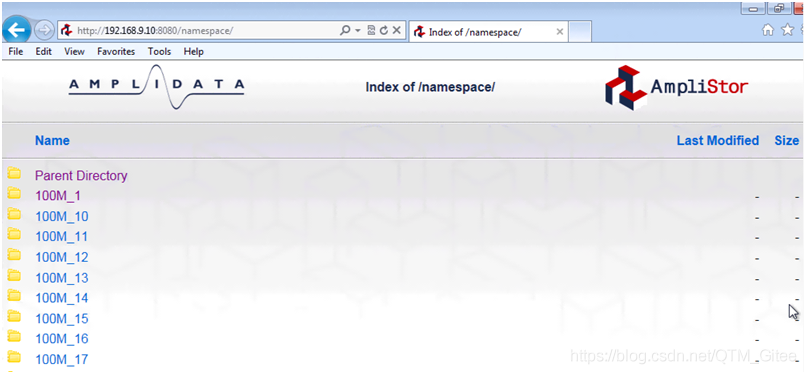 http://192.168.9.10:8080/namespace/
Index of /namespace/
File Edit View Favorites Tools Help
AMPLIDATA
Index of /namespace/
AmpliStor
Name Last Modified Size
Parent Directory
100M_1 - -
100M_10 - -
100M_11 - -
100M_12 - -
100M_13 - -
100M_14 - -
100M_15 - -
100M_16 - -
100M_17 - -
https://blog.csdn.net/QTM_Gitee